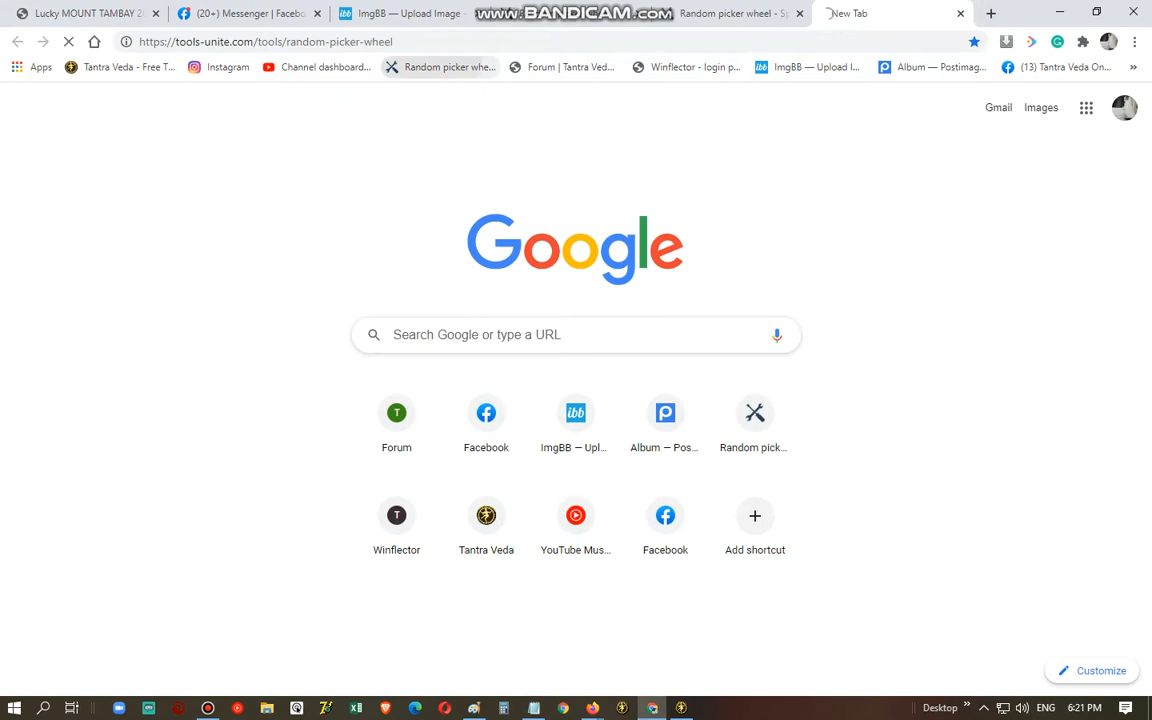 Lucky MOUNT TAMBAY 2
(20+) Messenger | Facebo
ImgBB — Upload Image -
www.BANDICAM.com
Random picker wheel - Sp
New Tab
https://tools-unite.com/tools/random-picker-wheel
Apps
Tantra Veda - Free T...
Instagram
Channel dashboard...
Random picker whe...
Forum | Tantra Ved...
Winflector - login p...
ImgBB — Upload I...
Album — Postimag...
(13) Tantra Veda On...
»
Gmail
Images
Google
Search Google or type a URL
T
Forum
Facebook
ibb
ImgBB — Upl...
P
Album — Pos...
Random pick...
T
Winflector
Tantra Veda
YouTube Mus...
Facebook
Add shortcut
Customize
Desktop
ENG
6:21 PM